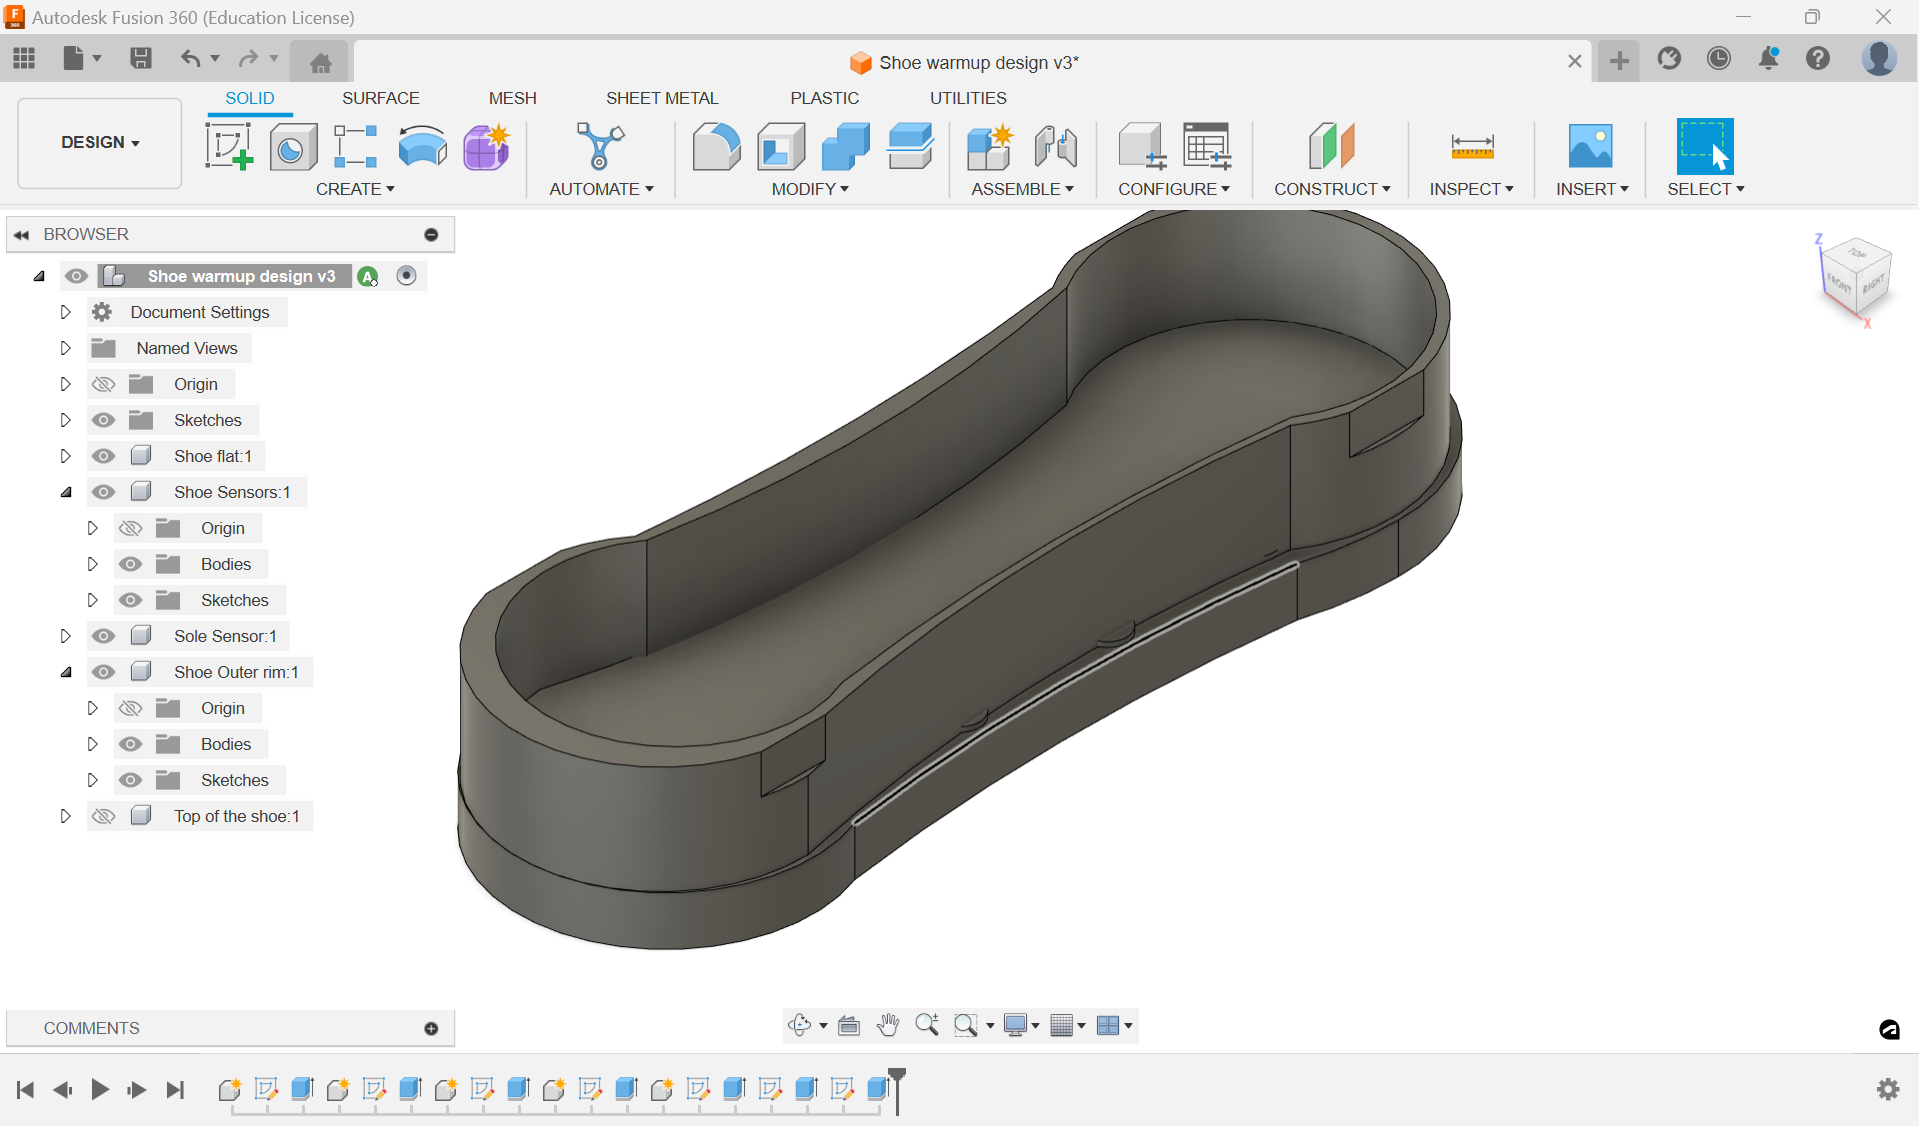 Autodesk Fusion 360 (Education License)
Shoe warmup design v3*
SOLID SURFACE MESH SHEET METAL PLASTIC UTILITIES
DESIGN
CREATE AUTOMATE MODIFY ASSEMBLE CONFIGURE CONSTRUCT INSPECT INSERT SELECT
BROWSER
Shoe warmup design v3
Document Settings
Named Views
Origin
Sketches
Shoe flat:1
Shoe Sensors:1
Origin
Bodies
Sketches
Sole Sensor:1
Shoe Outer rim:1
Origin
Bodies
Sketches
Top of the shoe:1
Z
TOP
FRONT RIGHT
X
COMMENTS